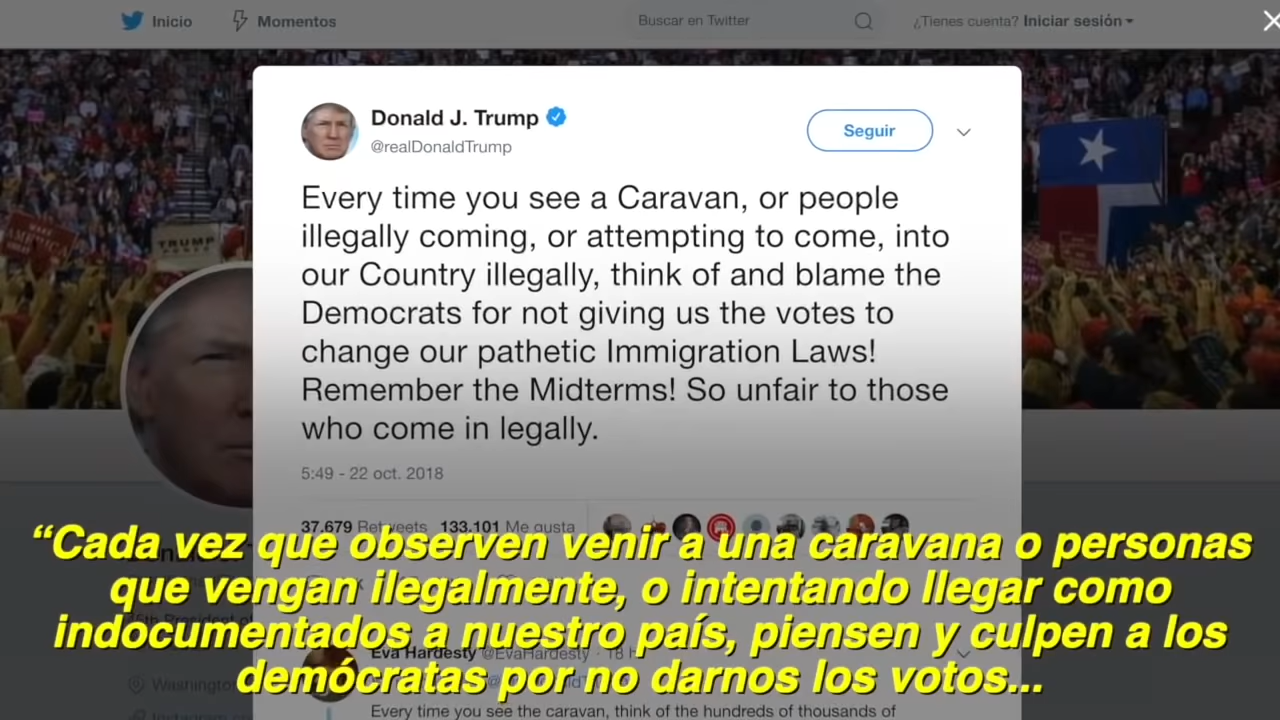 Inicio
Momentos
Buscar en Twitter
¿Tienes cuenta? Iniciar sesión
Donald J. Trump
@realDonaldTrump
Seguir
TRUMP
Every time you see a Caravan, or people
illegally coming, or attempting to come, into
our Country illegally, think of and blame the
Democrats for not giving us the votes to
change our pathetic Immigration Laws!
Remember the Midterms! So unfair to those
who come in legally.
5:49 - 22 oct. 2018
37.679 Retweets 133.101 Me gusta
“Cada vez que observen venir a una caravana o personas
que vengan ilegalmente, o intentando llegar como
indocumentados a nuestro país, piensen y culpen a los
demócratas por no darnos los votos...
Eva Hardesty @EvaHardesty · 18 h
Every time you see the caravan, think of the hundreds of thousands of